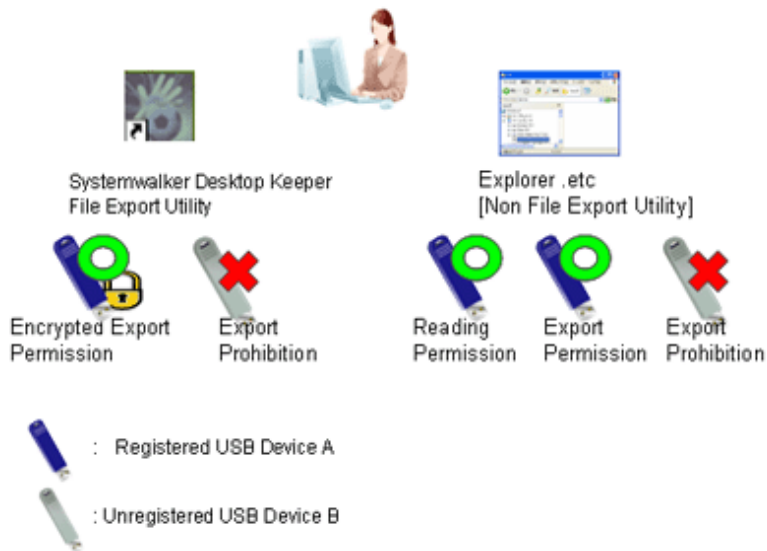 Systemwalker Desktop Keeper
File Export Utility
Explorer .etc
[Non File Export Utility]
Encrypted Export
Permission
Export
Prohibition
Reading
Permission
Export
Permission
Export
Prohibition
: Registered USB Device A
: Unregistered USB Device B